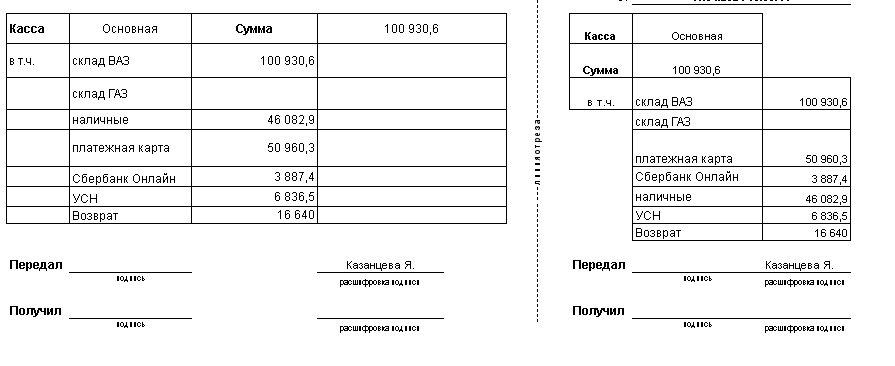 Касса Основная Сумма 100 930,6
в т.ч. склад ВАЗ 100 930,6
склад ГАЗ
наличные 46 082,9
платежная карта 50 960,3
Сбербанк Онлайн 3 887,4
УСН 6 836,5
Возврат 16 640
Передал Казанцева Я.
подпись расшифровка подписи
Получил
подпись расшифровка подписи
линия отреза
Касса Основная
Сумма 100 930,6
в т.ч. склад ВАЗ 100 930,6
склад ГАЗ
платежная карта 50 960,3
Сбербанк Онлайн 3 887,4
наличные 46 082,9
УСН 6 836,5
Возврат 16 640
Передал Казанцева Я.
подпись расшифровка подписи
Получил
подпись расшифровка подписи